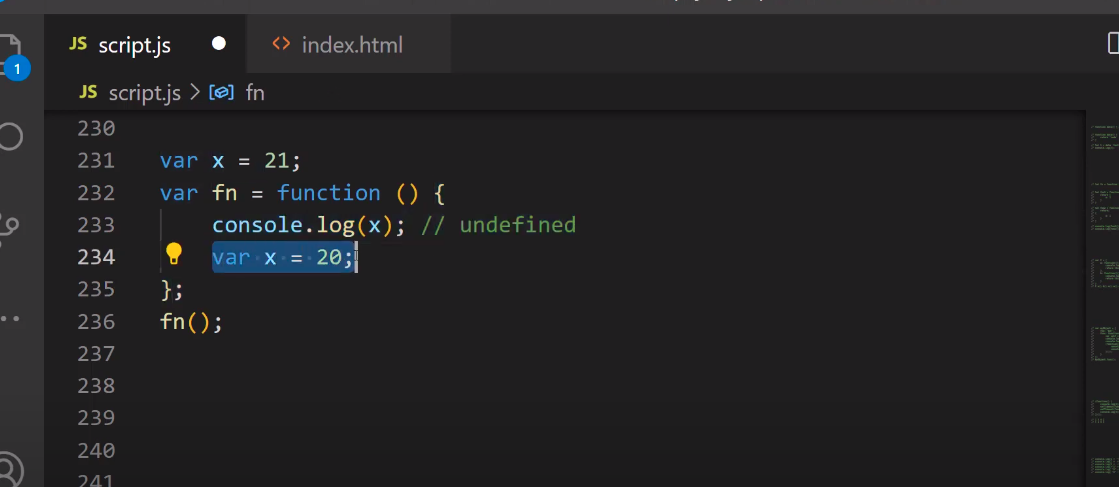 JS script.js
index.html
1
JS script.js > fn
230
231 var x = 21;
232 var fn = function () {
233 console.log(x); // undefined
234 var x = 20;
235 };
236 fn();
237
238
239
240
241